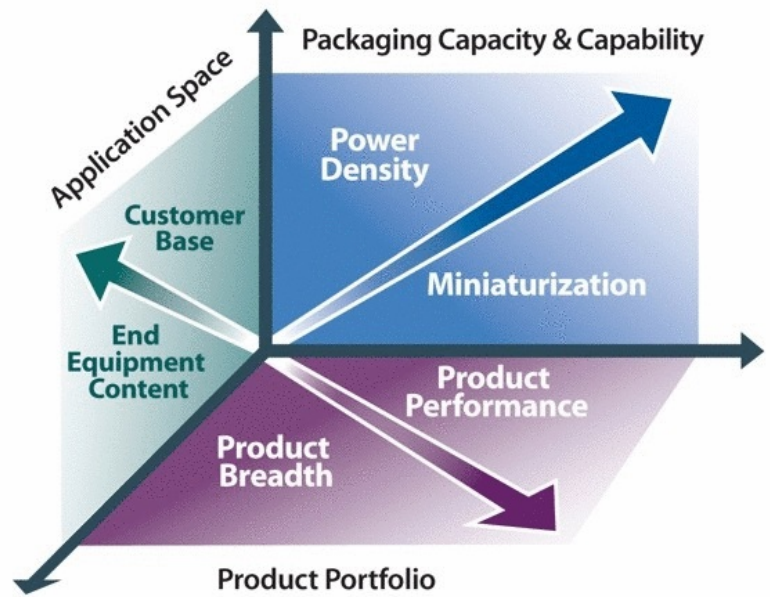 Packaging Capacity & Capability
Application Space
Power
Density
Customer
Base
Miniaturization
End
Equipment
Content
Product
Performance
Product
Breadth
Product Portfolio